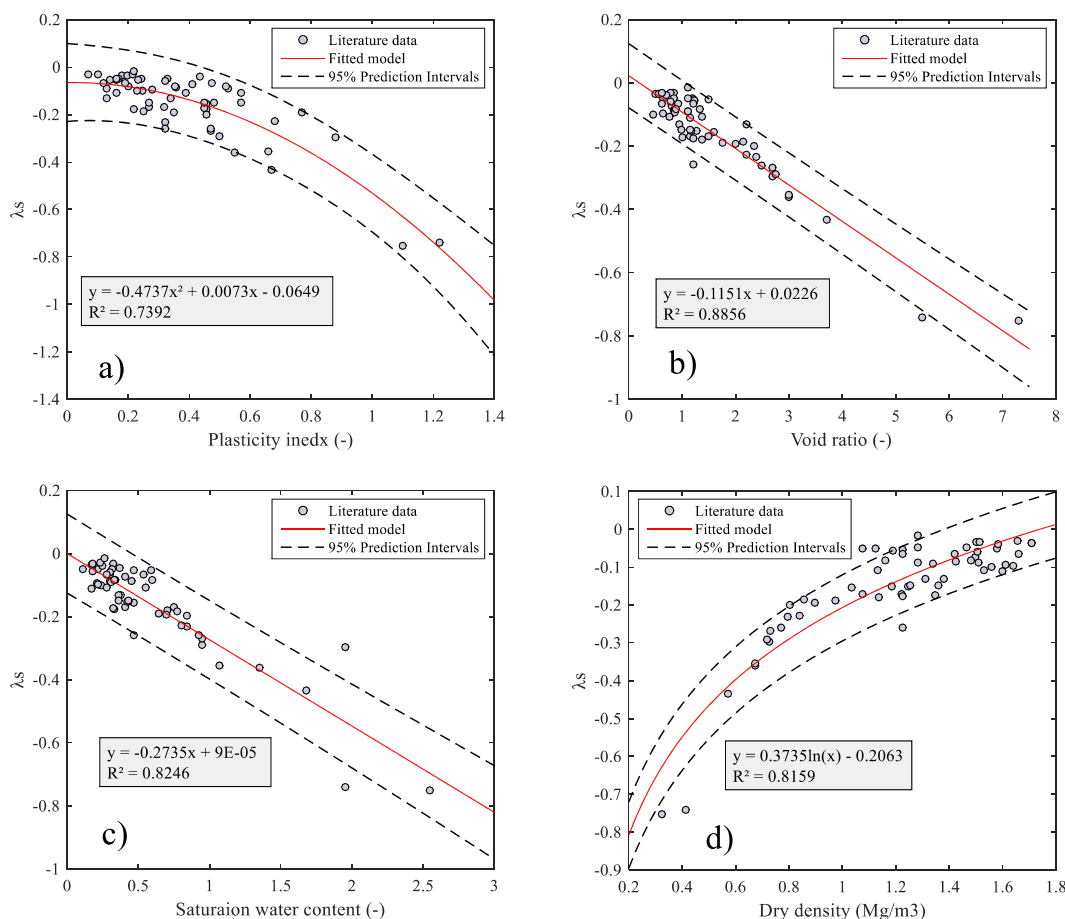 a)
0.2
0
-0.2
-0.4
-0.6
-0.8
-1
-1.2
-1.4
λs
Literature data
Fitted model
95% Prediction Intervals
y = -0.4737x² + 0.0073x - 0.0649
R² = 0.7392
0 0.2 0.4 0.6 0.8 1 1.2 1.4
Plasticity inedx (-)
b)
0.2
0
-0.2
-0.4
-0.6
-0.8
-1
λs
Literature data
Fitted model
95% Prediction Intervals
y = -0.1151x + 0.0226
R² = 0.8856
0 1 2 3 4 5 6 7 8
Void ratio (-)
c)
0.2
0
-0.2
-0.4
-0.6
-0.8
-1
λs
Literature data
Fitted model
95% Prediction Intervals
y = -0.2735x + 9E-05
R² = 0.8246
0 0.5 1 1.5 2 2.5 3
Saturaion water content (-)
d)
0.1
0
-0.1
-0.2
-0.3
-0.4
-0.5
-0.6
-0.7
-0.8
-0.9
λs
Literature data
Fitted model
95% Prediction Intervals
y = 0.3735ln(x) - 0.2063
R² = 0.8159
0.2 0.4 0.6 0.8 1 1.2 1.4 1.6 1.8
Dry density (Mg/m3)